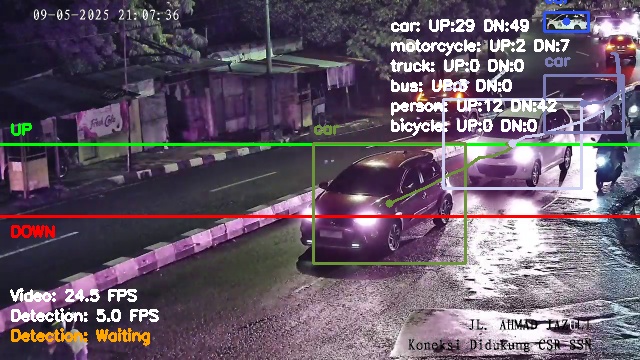 09-05-2025 21:07:36
car: UP:29 DN:49
motorcycle: UP:2 DN:7
truck: UP:0 DN:0
car
bus: UP:0 DN:0
person: UP:12 DN:42
bicycle: UP:0 DN:0
UP
car
DOWN
Video: 24.5 FPS
Detection: 5.0 FPS
Detection: Waiting
JL. AHMAD JAZULI
Koneksi Didukung CSR SSN